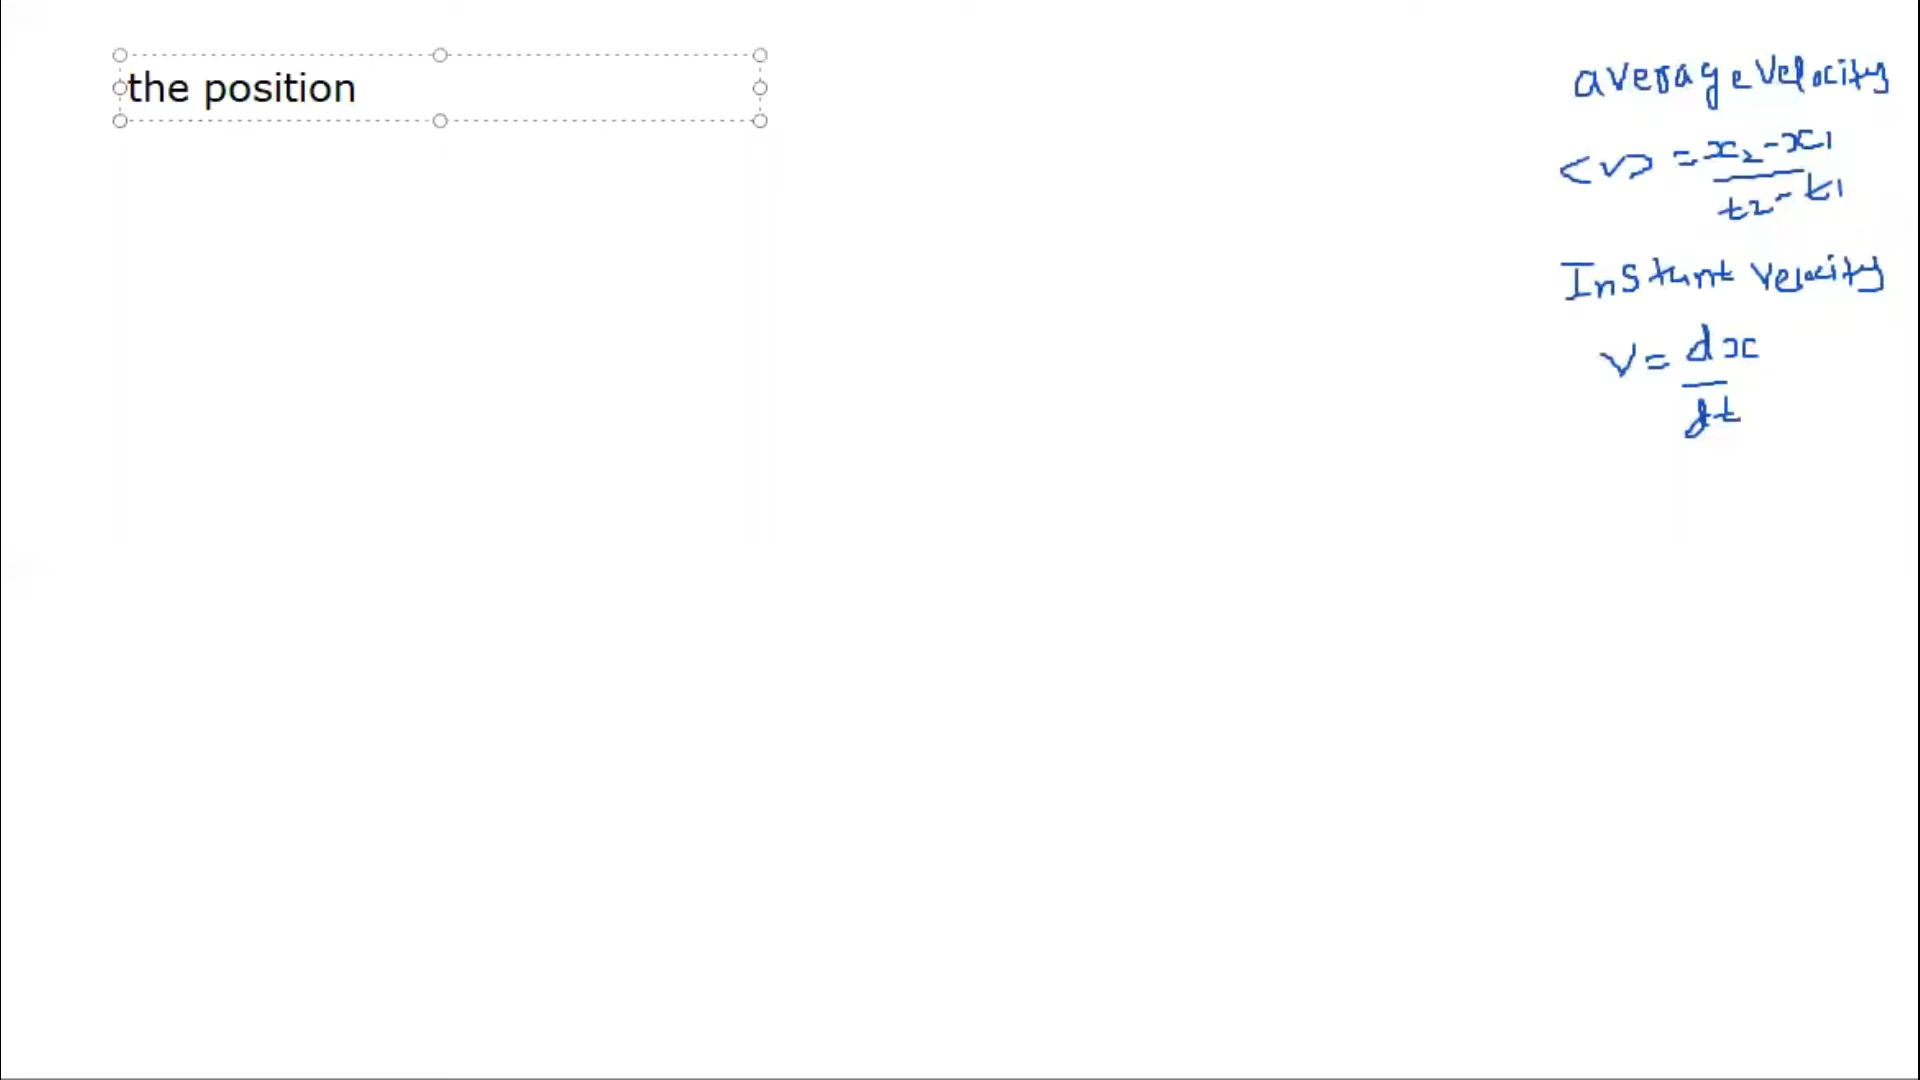 the position
average velocity
<v> = x2-x1
t2-t1
Instant velocity
v = dx
dt